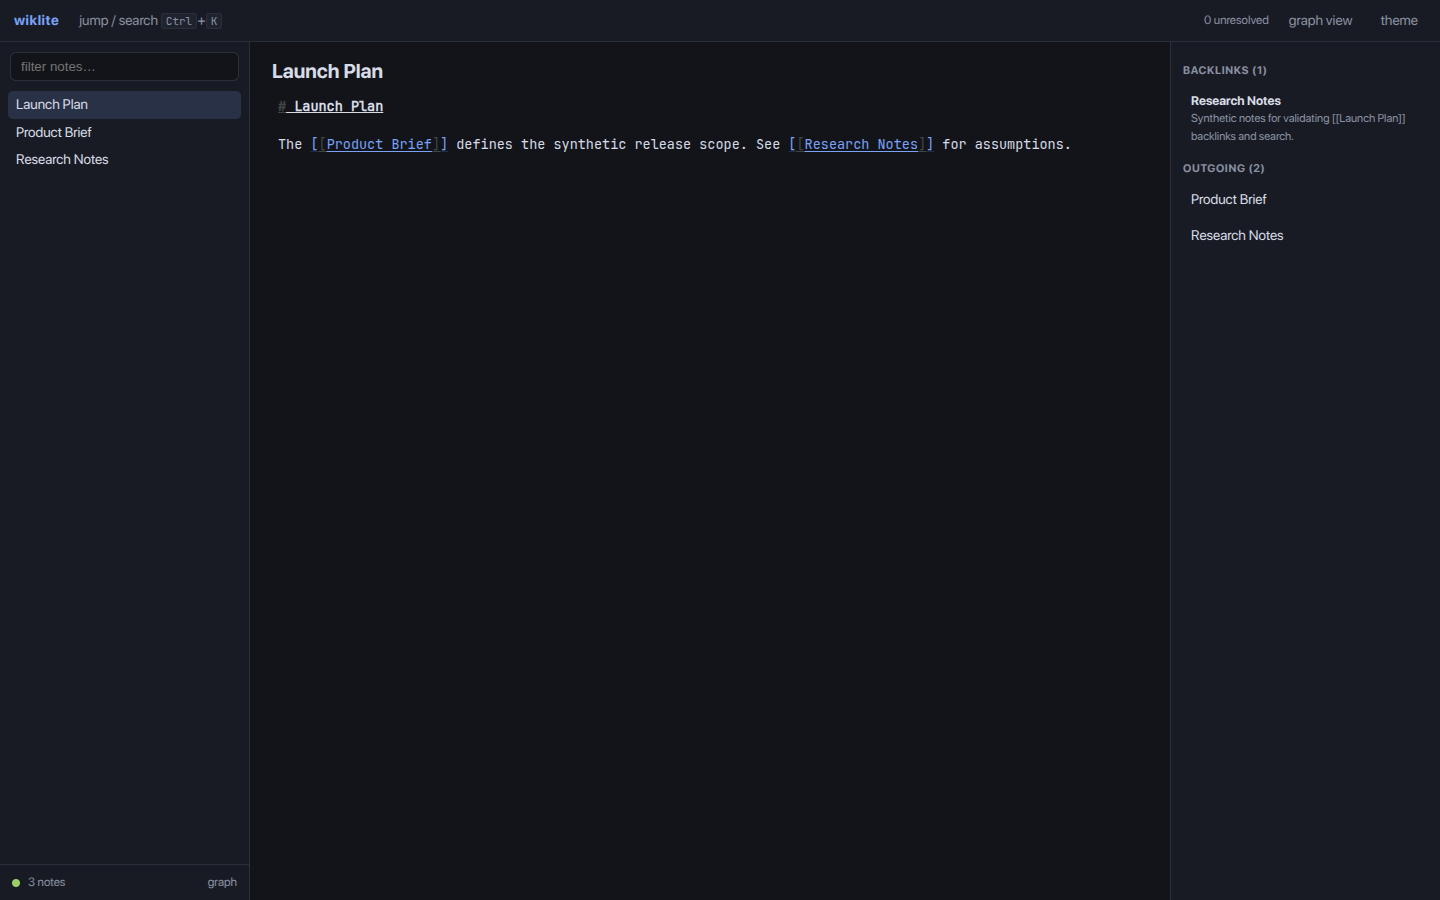 wiklite jump / search Ctrl+K 0 unresolved graph view theme
filter notes…
Launch Plan
Product Brief
Research Notes
3 notes graph
Launch Plan
# Launch Plan
The [[Product Brief]] defines the synthetic release scope. See [[Research Notes]] for assumptions.
BACKLINKS (1)
Research Notes
Synthetic notes for validating [[Launch Plan]]
backlinks and search.
OUTGOING (2)
Product Brief
Research Notes